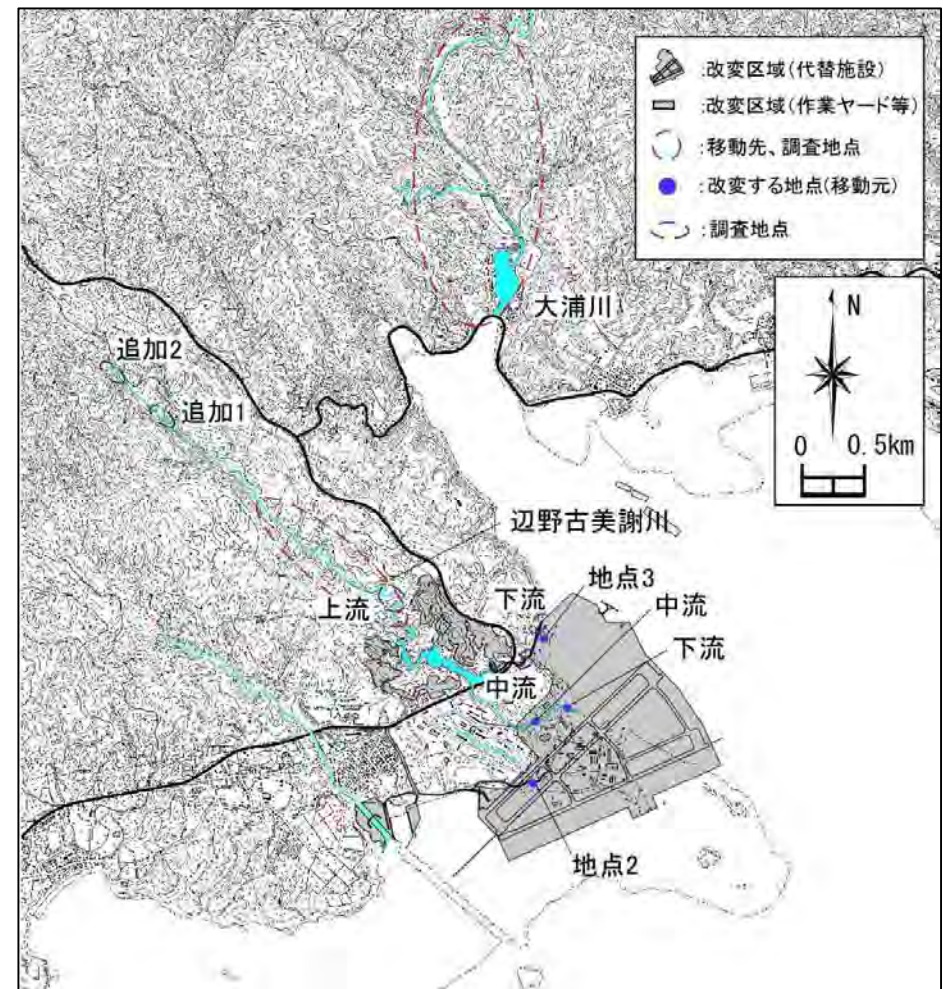 :改変区域(代替施設)
:改変区域(作業ヤード等)
:移動先、調査地点
:改変する地点(移動元)
:調査地点
N
0 0.5km
大浦川
追加2
追加1
辺野古美謝川
地点3
下流
中流
上流
下流
中流
地点2